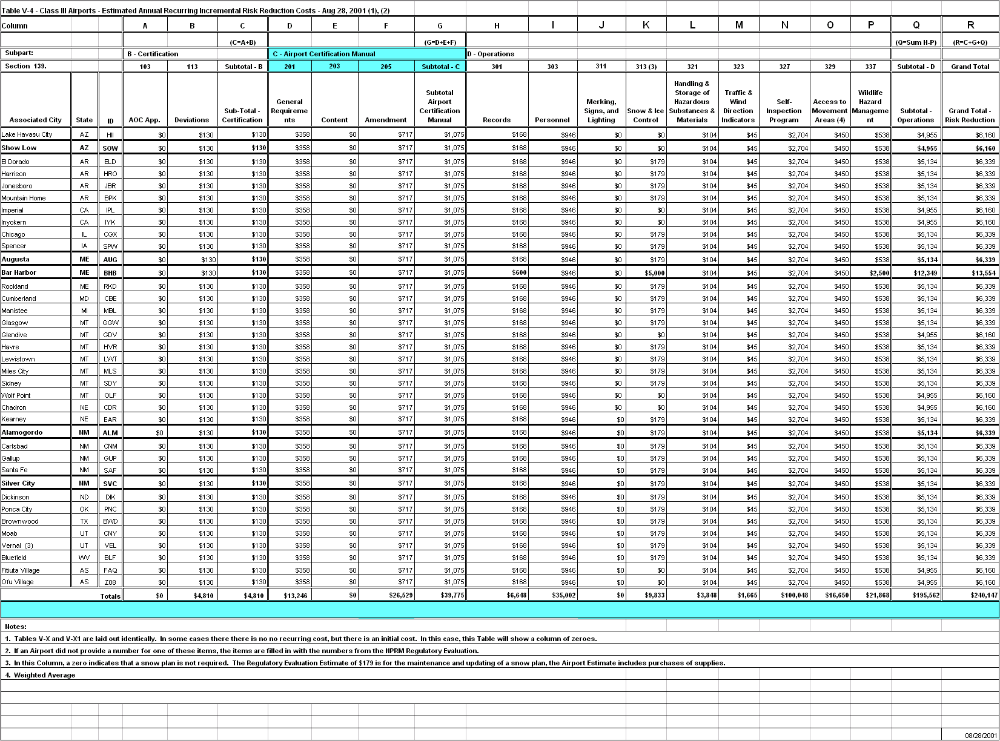 Table V-4 - Class III Airports - Estimated Annual Recurring Incremental Risk Reduction Costs - Aug 28, 2001 (1), (2)
Column A B C D E F G H I J K L M N O P Q R
(C=A+B) (G=D+E+F) (Q=Sum H-P) (R=C+G+Q)
Subpart: B - Certification C - Airport Certification Manual D - Operations
Section 139. 103 113 Subtotal - B 201 203 205 Subtotal - C 301 303 311 313 (3) 321 323 327 329 337 Subtotal - D Grand Total
Associated City State ID AOC App. Deviations Sub-Total - Certification General Requireme nts Content Amendment Subtotal Airport Certification Manual Records Personnel Merking, Signs, and Lighting Snow & Ice Control Handling & Storage of Hazardous Substances & Materials Traffic & Wind Direction Indicators Self- Inspection Program Access to Movement Areas (4) Wildlife Hazard Manageme nt Subtotal - Operations Grand Total - Risk Reduction
Lake Havasu City AZ HII $0 $130 $130 $358 $0 $717 $1,075 $168 $946 $0 $0 $104 $45 $2,704 $450 $538 $4,955 $6,160
Show Low AZ SOW $0 $130 $130 $358 $0 $717 $1,075 $168 $946 $0 $0 $104 $45 $2,704 $450 $538 $4,955 $6,160
El Dorado AR ELD $0 $130 $130 $358 $0 $717 $1,075 $168 $946 $0 $179 $104 $45 $2,704 $450 $538 $5,134 $6,339
Harrison AR HRO $0 $130 $130 $358 $0 $717 $1,075 $168 $946 $0 $179 $104 $45 $2,704 $450 $538 $5,134 $6,339
Jonesboro AR JBR $0 $130 $130 $358 $0 $717 $1,075 $168 $946 $0 $179 $104 $45 $2,704 $450 $538 $5,134 $6,339
Mountain Home AR BPK $0 $130 $130 $358 $0 $717 $1,075 $168 $946 $0 $179 $104 $45 $2,704 $450 $538 $5,134 $6,339
Imperial CA IPL $0 $130 $130 $358 $0 $717 $1,075 $168 $946 $0 $0 $104 $45 $2,704 $450 $538 $4,955 $6,160
Inyokern CA IYK $0 $130 $130 $358 $0 $717 $1,075 $168 $946 $0 $0 $104 $45 $2,704 $450 $538 $4,955 $6,160
Chicago IL CGX $0 $130 $130 $358 $0 $717 $1,075 $168 $946 $0 $179 $104 $45 $2,704 $450 $538 $5,134 $6,339
Spencer IA SPW $0 $130 $130 $358 $0 $717 $1,075 $168 $946 $0 $179 $104 $45 $2,704 $450 $538 $5,134 $6,339
Augusta ME AUG $0 $130 $130 $358 $0 $717 $1,075 $168 $946 $0 $179 $104 $45 $2,704 $450 $538 $5,134 $6,339
Bar Harbor ME BHB $0 $130 $130 $358 $0 $717 $1,075 $600 $946 $0 $5,000 $104 $45 $2,704 $450 $2,500 $12,349 $13,554
Rockland ME RKD $0 $130 $130 $358 $0 $717 $1,075 $168 $946 $0 $179 $104 $45 $2,704 $450 $538 $5,134 $6,339
Cumberland MD CBE $0 $130 $130 $358 $0 $717 $1,075 $168 $946 $0 $179 $104 $45 $2,704 $450 $538 $5,134 $6,339
Manistee MI MBL $0 $130 $130 $358 $0 $717 $1,075 $168 $946 $0 $179 $104 $45 $2,704 $450 $538 $5,134 $6,339
Glasgow MT GGW $0 $130 $130 $358 $0 $717 $1,075 $168 $946 $0 $179 $104 $45 $2,704 $450 $538 $5,134 $6,339
Glendive MT GDV $0 $130 $130 $358 $0 $717 $1,075 $168 $946 $0 $0 $104 $45 $2,704 $450 $538 $4,955 $6,160
Havre MT HVR $0 $130 $130 $358 $0 $717 $1,075 $168 $946 $0 $179 $104 $45 $2,704 $450 $538 $5,134 $6,339
Lewistown MT LWT $0 $130 $130 $358 $0 $717 $1,075 $168 $946 $0 $179 $104 $45 $2,704 $450 $538 $5,134 $6,339
Miles City MT MLS $0 $130 $130 $358 $0 $717 $1,075 $168 $946 $0 $179 $104 $45 $2,704 $450 $538 $5,134 $6,339
Sidney MT SDY $0 $130 $130 $358 $0 $717 $1,075 $168 $946 $0 $179 $104 $45 $2,704 $450 $538 $5,134 $6,339
Wolf Point MT OLF $0 $130 $130 $358 $0 $717 $1,075 $168 $946 $0 $0 $104 $45 $2,704 $450 $538 $4,955 $6,160
Chadron NE CDR $0 $130 $130 $358 $0 $717 $1,075 $168 $946 $0 $0 $104 $45 $2,704 $450 $538 $4,955 $6,160
Kearney NE EAR $0 $130 $130 $358 $0 $717 $1,075 $168 $946 $0 $179 $104 $45 $2,704 $450 $538 $5,134 $6,339
Alamogordo NM ALM $0 $130 $130 $358 $0 $717 $1,075 $168 $946 $0 $179 $104 $45 $2,704 $450 $538 $5,134 $6,339
Carlsbad NM CNM $0 $130 $130 $358 $0 $717 $1,075 $168 $946 $0 $179 $104 $45 $2,704 $450 $538 $5,134 $6,339
Gallup NM GUP $0 $130 $130 $358 $0 $717 $1,075 $168 $946 $0 $179 $104 $45 $2,704 $450 $538 $5,134 $6,339
Santa Fe NM SAF $0 $130 $130 $358 $0 $717 $1,075 $168 $946 $0 $179 $104 $45 $2,704 $450 $538 $5,134 $6,339
Silver City NM SVC $0 $130 $130 $358 $0 $717 $1,075 $168 $946 $0 $179 $104 $45 $2,704 $450 $538 $5,134 $6,339
Dickinson ND DIK $0 $130 $130 $358 $0 $717 $1,075 $168 $946 $0 $179 $104 $45 $2,704 $450 $538 $5,134 $6,339
Ponca City OK PNC $0 $130 $130 $358 $0 $717 $1,075 $168 $946 $0 $179 $104 $45 $2,704 $450 $538 $5,134 $6,339
Brownwood TX BWD $0 $130 $130 $358 $0 $717 $1,075 $168 $946 $0 $179 $104 $45 $2,704 $450 $538 $5,134 $6,339
Moab UT CNY $0 $130 $130 $358 $0 $717 $1,075 $168 $946 $0 $179 $104 $45 $2,704 $450 $538 $5,134 $6,339
Vernal (3) UT VEL $0 $130 $130 $358 $0 $717 $1,075 $168 $946 $0 $179 $104 $45 $2,704 $450 $538 $5,134 $6,339
Bluefield WV BLF $0 $130 $130 $358 $0 $717 $1,075 $168 $946 $0 $179 $104 $45 $2,704 $450 $538 $5,134 $6,339
Fitiuta Village AS FAQ $0 $130 $130 $358 $0 $717 $1,075 $168 $946 $0 $0 $104 $45 $2,704 $450 $538 $4,955 $6,160
Ofu Village AS Z08 $0 $130 $130 $358 $0 $717 $1,075 $168 $946 $0 $0 $104 $45 $2,704 $450 $538 $4,955 $6,160
Totals $0 $4,810 $4,810 $13,246 $0 $26,529 $39,775 $6,648 $35,002 $0 $9,833 $3,848 $1,665 $100,048 $16,650 $21,868 $195,562 $240,147
Notes:
1. Tables V-X and V-X1 are laid out identically. In some cases there there is no no recurring cost, but there is an initial cost. In this case, this Table will show a column of zeroes.
2. If an Airport did not provide a number for one of these items, the items are filled in with the numbers from the NPRM Regulatory Evaluation.
3. In this Column, a zero indicates that a snow plan is not required. The Regulatory Evaluation Estimate of $179 is for the maintenance and updating of a snow plan, the Airport Estimate includes purchases of supplies.
4. Weighted Average
08/28/2001